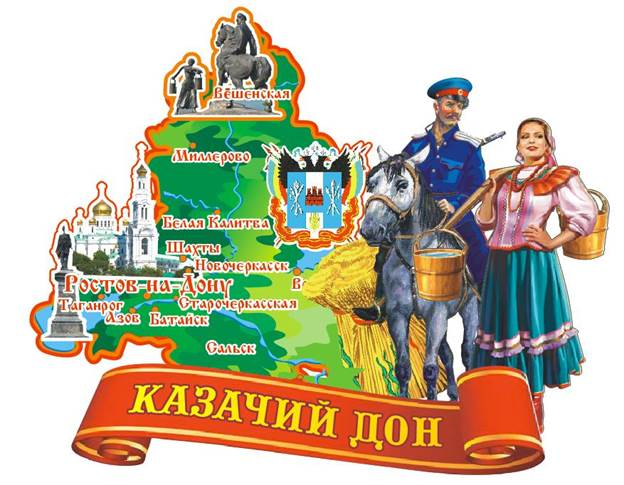 Вёшенская
Миллерово
Белая Калитва
Шахты
Новочеркасск
Ростов-на-Дону
Таганрог
Старочеркасская
Азов
Батайск
Сальск
КАЗАЧИЙ ДОН